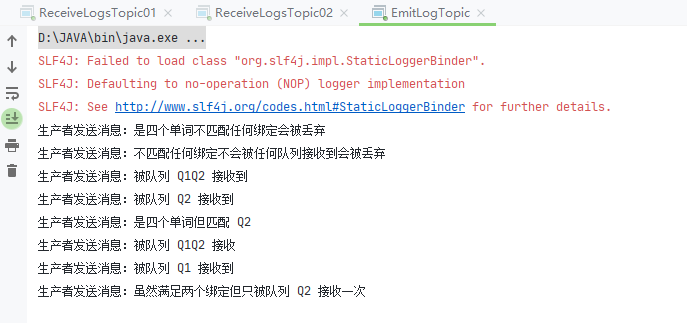 ReceiveLogsTopic01 ReceiveLogsTopic02 EmitLogTopic
D:\JAVA\bin\java.exe ...
SLF4J: Failed to load class "org.slf4j.impl.StaticLoggerBinder".
SLF4J: Defaulting to no-operation (NOP) logger implementation
SLF4J: See http://www.slf4j.org/codes.html#StaticLoggerBinder for further details.
生产者发送消息：是四个单词不匹配任何绑定会被丢弃
生产者发送消息：不匹配任何绑定不会被任何队列接收到会被丢弃
生产者发送消息：被队列 Q1Q2 接收到
生产者发送消息：被队列 Q2 接收到
生产者发送消息：是四个单词但匹配 Q2
生产者发送消息：被队列 Q1Q2 接收
生产者发送消息：被队列 Q1 接收到
生产者发送消息：虽然满足两个绑定但只被队列 Q2 接收一次